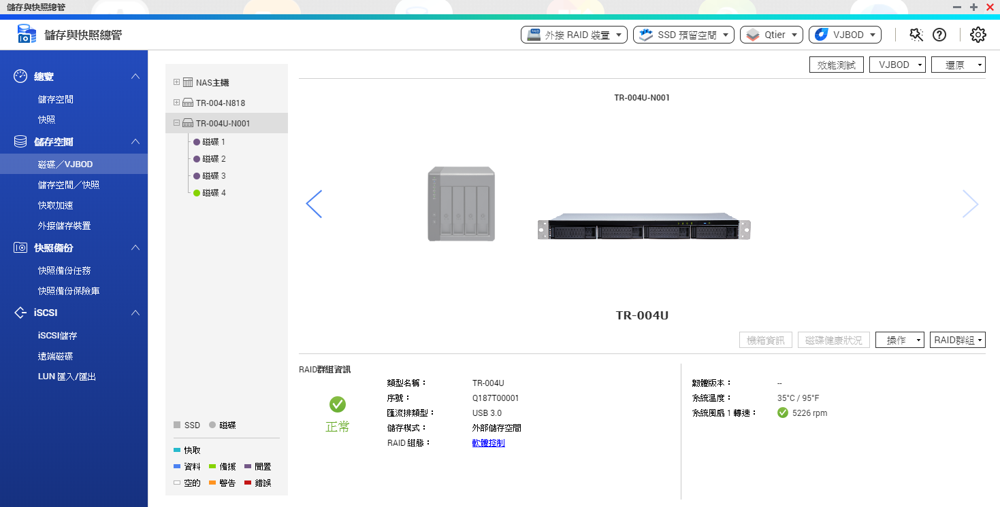 儲存與快照總管
儲存與快照總管
外接 RAID 裝置
SSD 預留空間
Qtier
VJBOD
總覽
儲存空間
快照
儲存空間
磁碟／VJBOD
儲存空間／快照
快取加速
外接儲存裝置
快照備份
快照備份任務
快照備份保險庫
iSCSI
iSCSI儲存
遠端磁碟
LUN 匯入/匯出
NAS主機
TR-004-N818
TR-004U-N001
磁碟 1
磁碟 2
磁碟 3
磁碟 4
SSD 磁碟
快取
資料 備援 閒置
空的 警告 錯誤
效能測試 VJBOD 還原
TR-004U-N001
TR-004U
機箱資訊 磁碟健康狀況 操作 RAID群組
RAID群組資訊
正常
類型名稱： TR-004U
序號： Q187T00001
匯流排類型： USB 3.0
儲存模式： 外部儲存空間
RAID 組態： 軟體控制
韌體版本： --
系統溫度： 35°C / 95°F
系統風扇 1 轉速： 5226 rpm